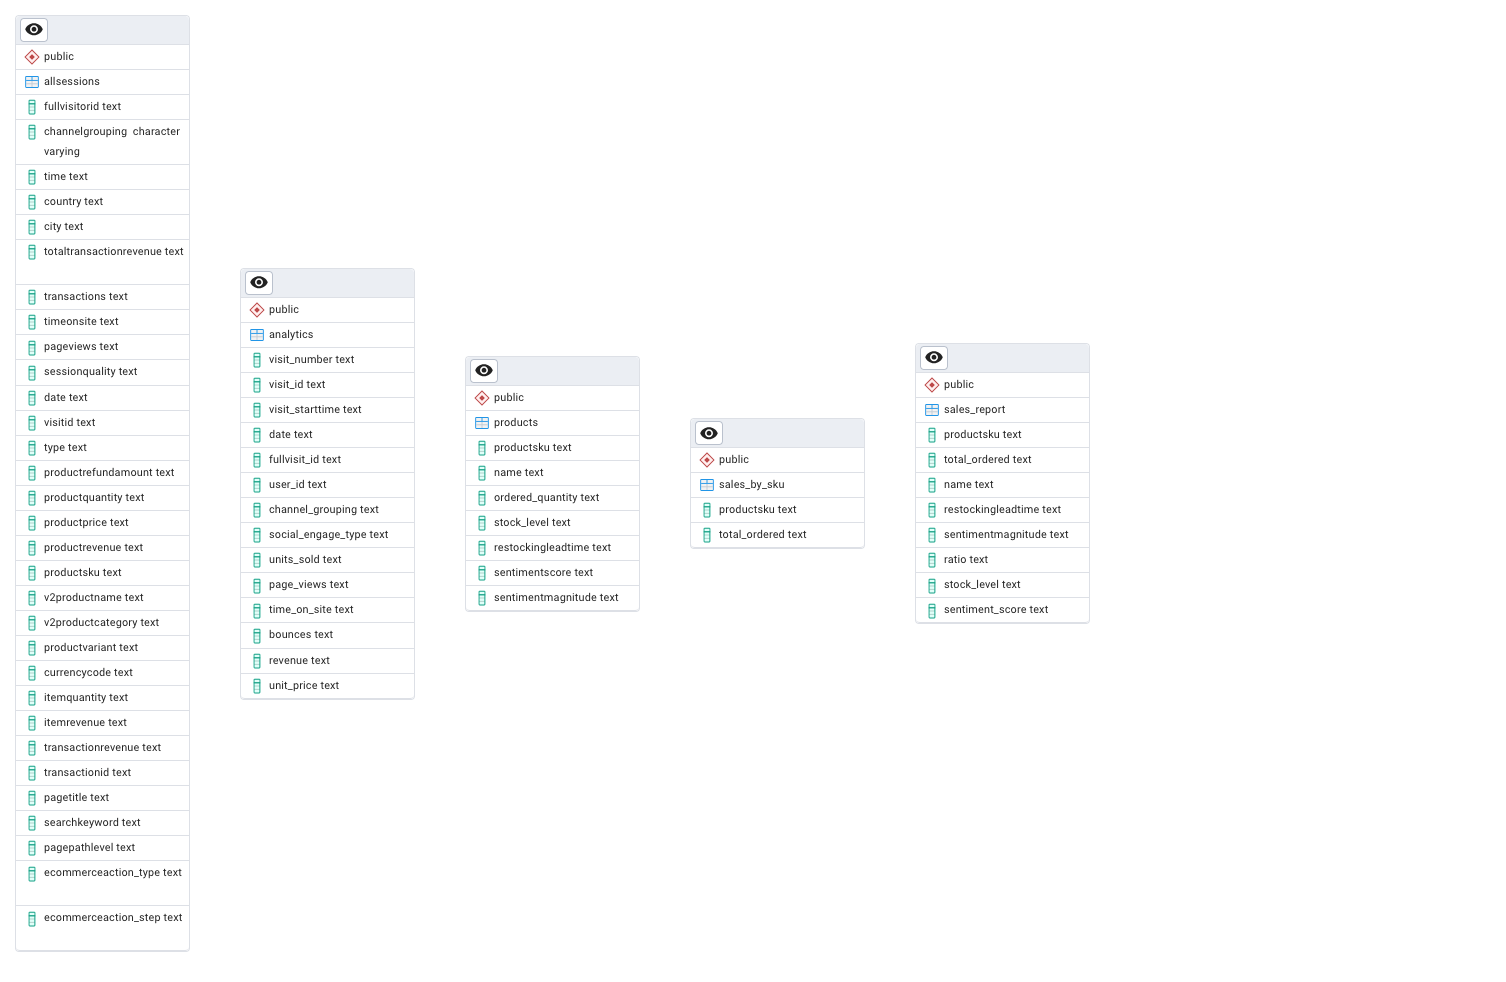 public
allsessions
fullvisitorid text
channelgrouping character
varying
time text
country text
city text
totaltransactionrevenue text
transactions text
timeonsite text
pageviews text
sessionquality text
date text
visitid text
type text
productrefundamount text
productquantity text
productprice text
productrevenue text
productsku text
v2productname text
v2productcategory text
productvariant text
currencycode text
itemquantity text
itemrevenue text
transactionrevenue text
transactionid text
pagetitle text
searchkeyword text
pagepathlevel text
ecommerceaction_type text
ecommerceaction_step text
public
analytics
visit_number text
visit_id text
visit_starttime text
date text
fullvisit_id text
user_id text
channel_grouping text
social_engage_type text
units_sold text
page_views text
time_on_site text
bounces text
revenue text
unit_price text
public
products
productsku text
name text
ordered_quantity text
stock_level text
restockingleadtime text
sentimentscore text
sentimentmagnitude text
public
sales_by_sku
productsku text
total_ordered text
public
sales_report
productsku text
total_ordered text
name text
restockingleadtime text
sentimentmagnitude text
ratio text
stock_level text
sentiment_score text